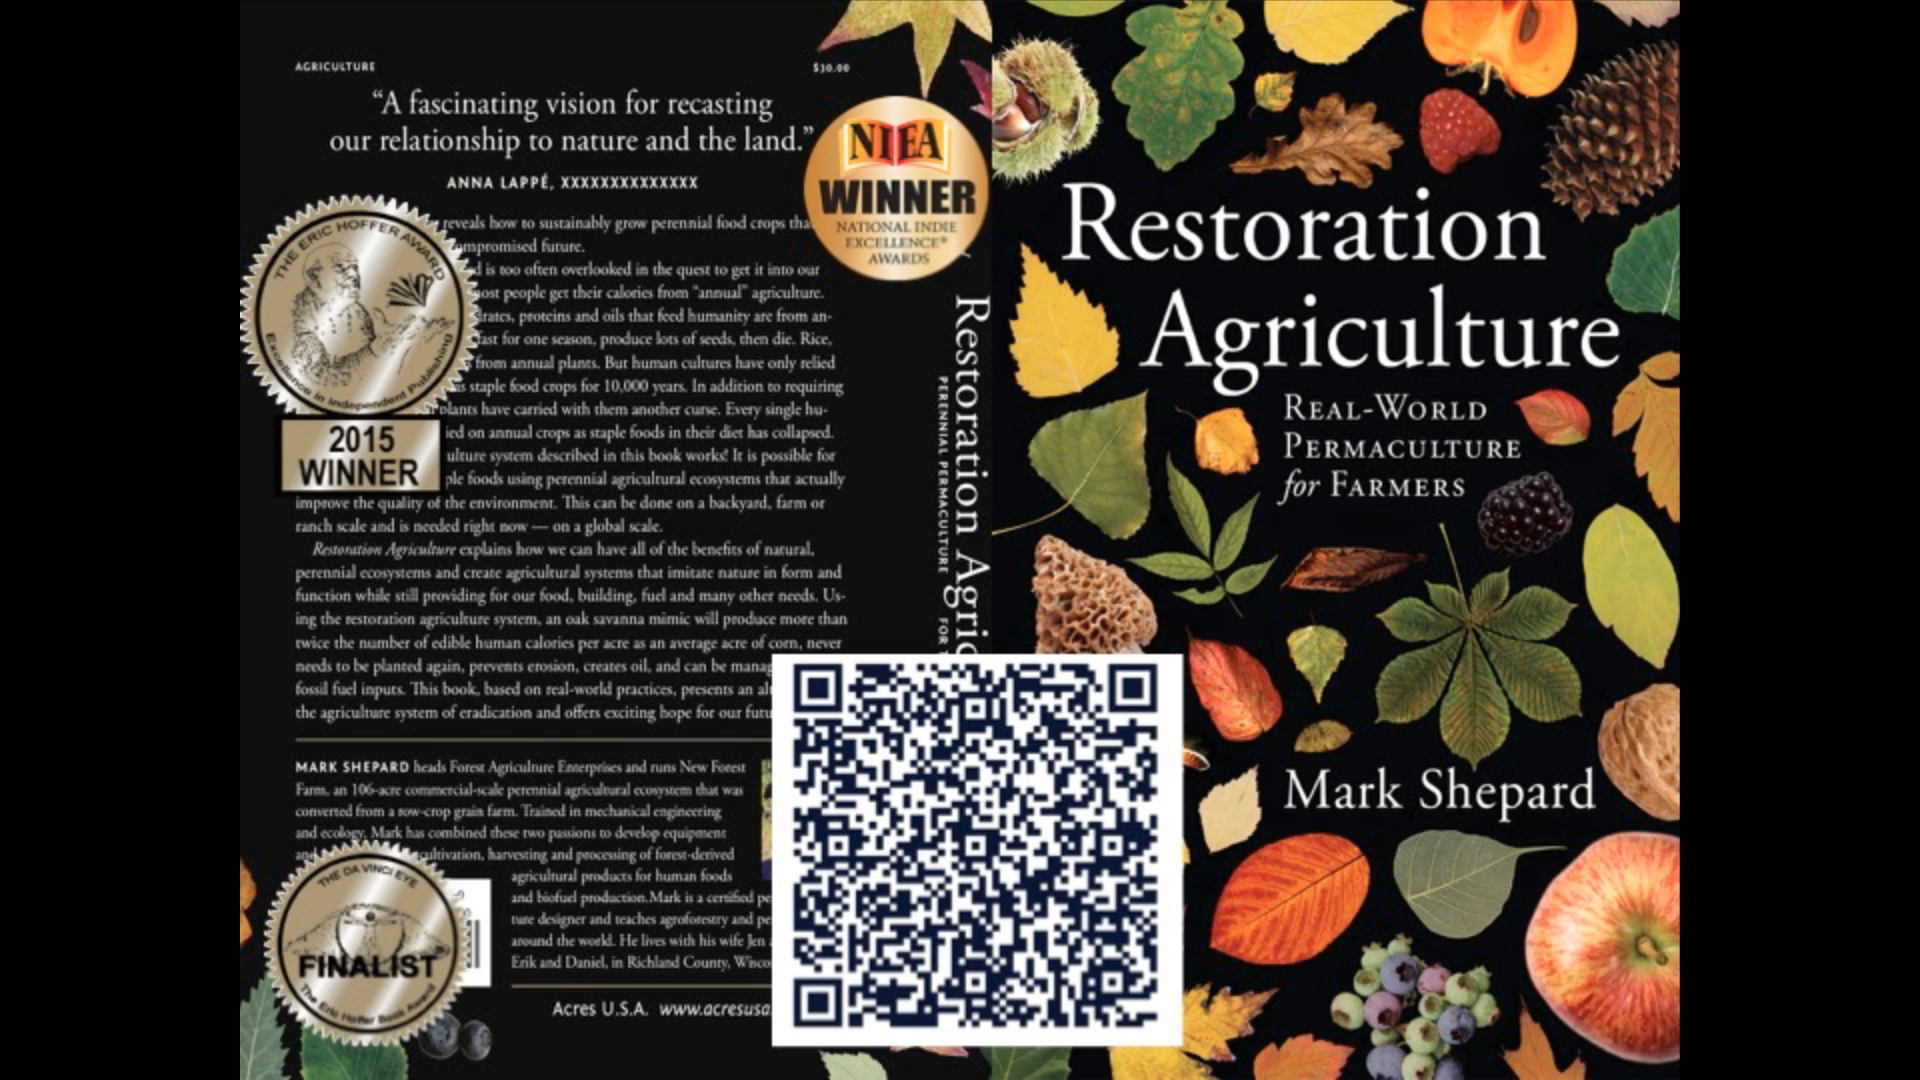 AGRICULTURE
$30.00
“A fascinating vision for recasting
our relationship to nature and the land.”
ANNA LAPPÉ, XXXXXXXXXXXXXX
reveals how to sustainably grow perennial food crops
compromised future.
is too often overlooked in the quest to get it into our
most people get their calories from “annual” agriculture.
proteins and oils that feed humanity are from an-
fast for one season, produce lots of seeds, then die. Rice,
from annual plants. But human cultures have only relied
as staple food crops for 10,000 years. In addition to requiring
plants have carried with them another curse. Every single hu-
on annual crops as staple foods in their diet has collapsed.
system described in this book works! It is possible for
foods using perennial agricultural ecosystems that actually
improve the quality of the environment. This can be done on a backyard, farm or
ranch scale and is needed right now — on a global scale.
Restoration Agriculture explains how we can have all of the benefits of natural,
perennial ecosystems and create agricultural systems that imitate nature in form and
function while still providing for our food, building, fuel and many other needs. Us-
ing the restoration agriculture system, an oak savanna mimic will produce more than
twice the number of edible human calories per acre as an average acre of corn, never
needs to be planted again, prevents erosion, creates oil, and can be
fossil fuel inputs. This book, based on real-world practices, presents an
the agriculture system of eradication and offers exciting hope for our
MARK SHEPARD heads Forest Agriculture Enterprises and runs New Forest
Farm, an 106-acre commercial-scale perennial agricultural ecosystem that was
converted from a row-crop grain farm. Trained in mechanical engineering
and ecology, Mark has combined these two passions to develop equipment
and cultivation, harvesting and processing of forest-derived
agricultural products for human foods
and biofuel production.Mark is a certified
ture designer and teaches agroforestry and
around the world. He lives with his wife Jen
Erik and Daniel, in Richland County,
Acres U.S.A. www.acresusa.
THE ERIC HOFFER AWARD
Excellence in Independent Publishing
2015
WINNER
THE DA VINCI EYE
FINALIST
The Eric Hoffer Book Award
NIEA
WINNER
NATIONAL INDIE
EXCELLENCE®
AWARDS
Restoration
PERENNIAL PERMACULTURE FOR
Restoration
Agriculture
REAL-WORLD
PERMACULTURE
for FARMERS
Mark Shepard